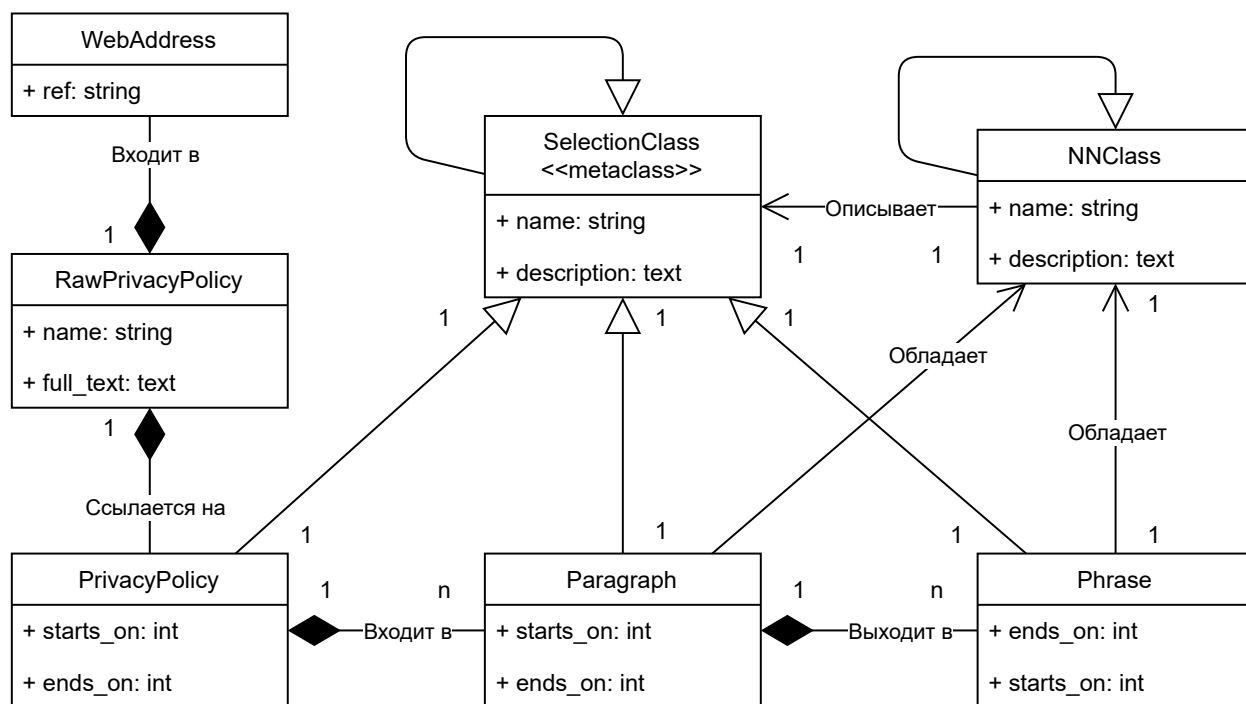 WebAddress
+ ref: string
Входит в
1
RawPrivacyPolicy
+ name: string
+ full_text: text
1
Ссылается на
SelectionClass
<<metaclass>>
+ name: string
+ description: text
Описывает
1
1
NNClass
+ name: string
+ description: text
1
1
1
1
Обладает
Обладает
1
1
1
1
PrivacyPolicy
+ starts_on: int
+ ends_on: int
1
n
Входит в
Paragraph
+ starts_on: int
+ ends_on: int
1
n
Выходит в
Phrase
+ ends_on: int
+ starts_on: int